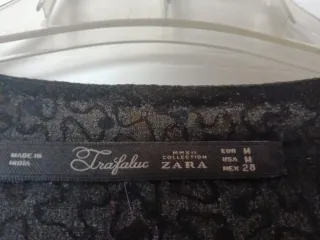 MADE IN
INDIA
Trafaluc
MMXII
COLLECTION
ZARA
EUR M
USA M
MEX 28